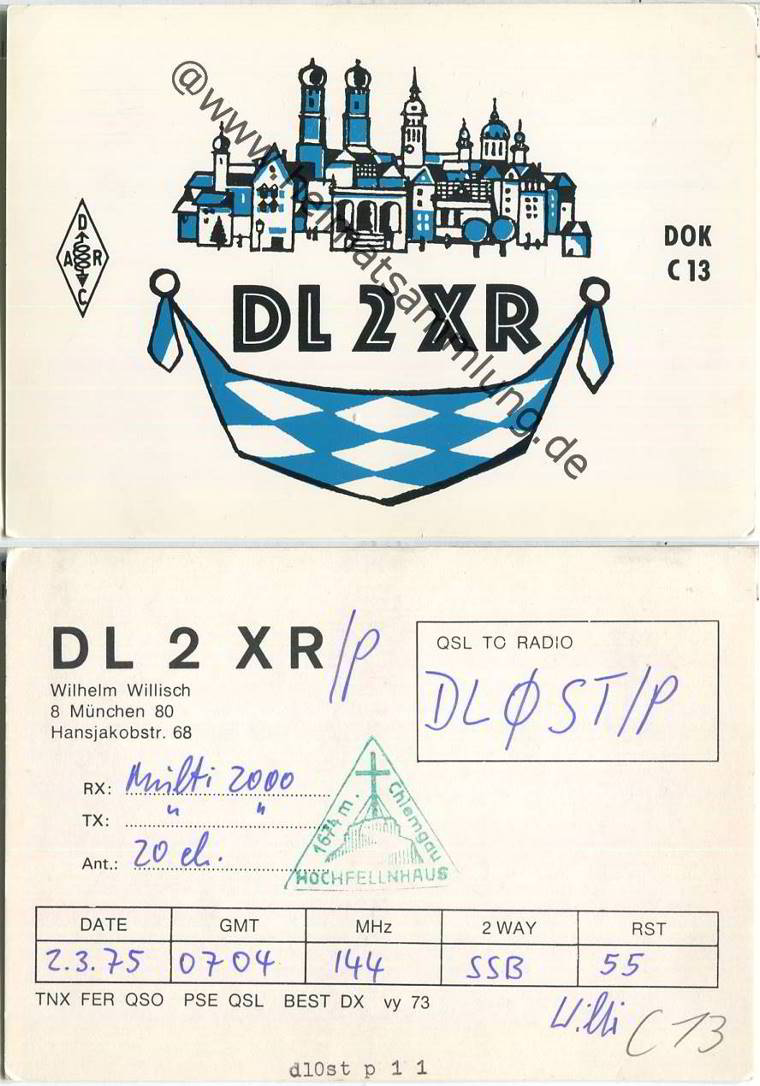 @www.heimatsammlung.de
D
A R
C
DOK
C 13
DL 2 XR
DL 2 XR/P
QSL TO RADIO
DLØST/P
Wilhelm Willisch
8 München 80
Hansjakobstr. 68
RX: Multi 2000
TX: " "
Ant.: 20 el.
1674 m. Chiemgau
HOCHFELLNHAUS
DATE GMT MHz 2 WAY RST
2.3.75 0704 144 SSB 55
TNX FER QSO PSE QSL BEST DX vy 73
Willi C 13
dl0st p 1 1